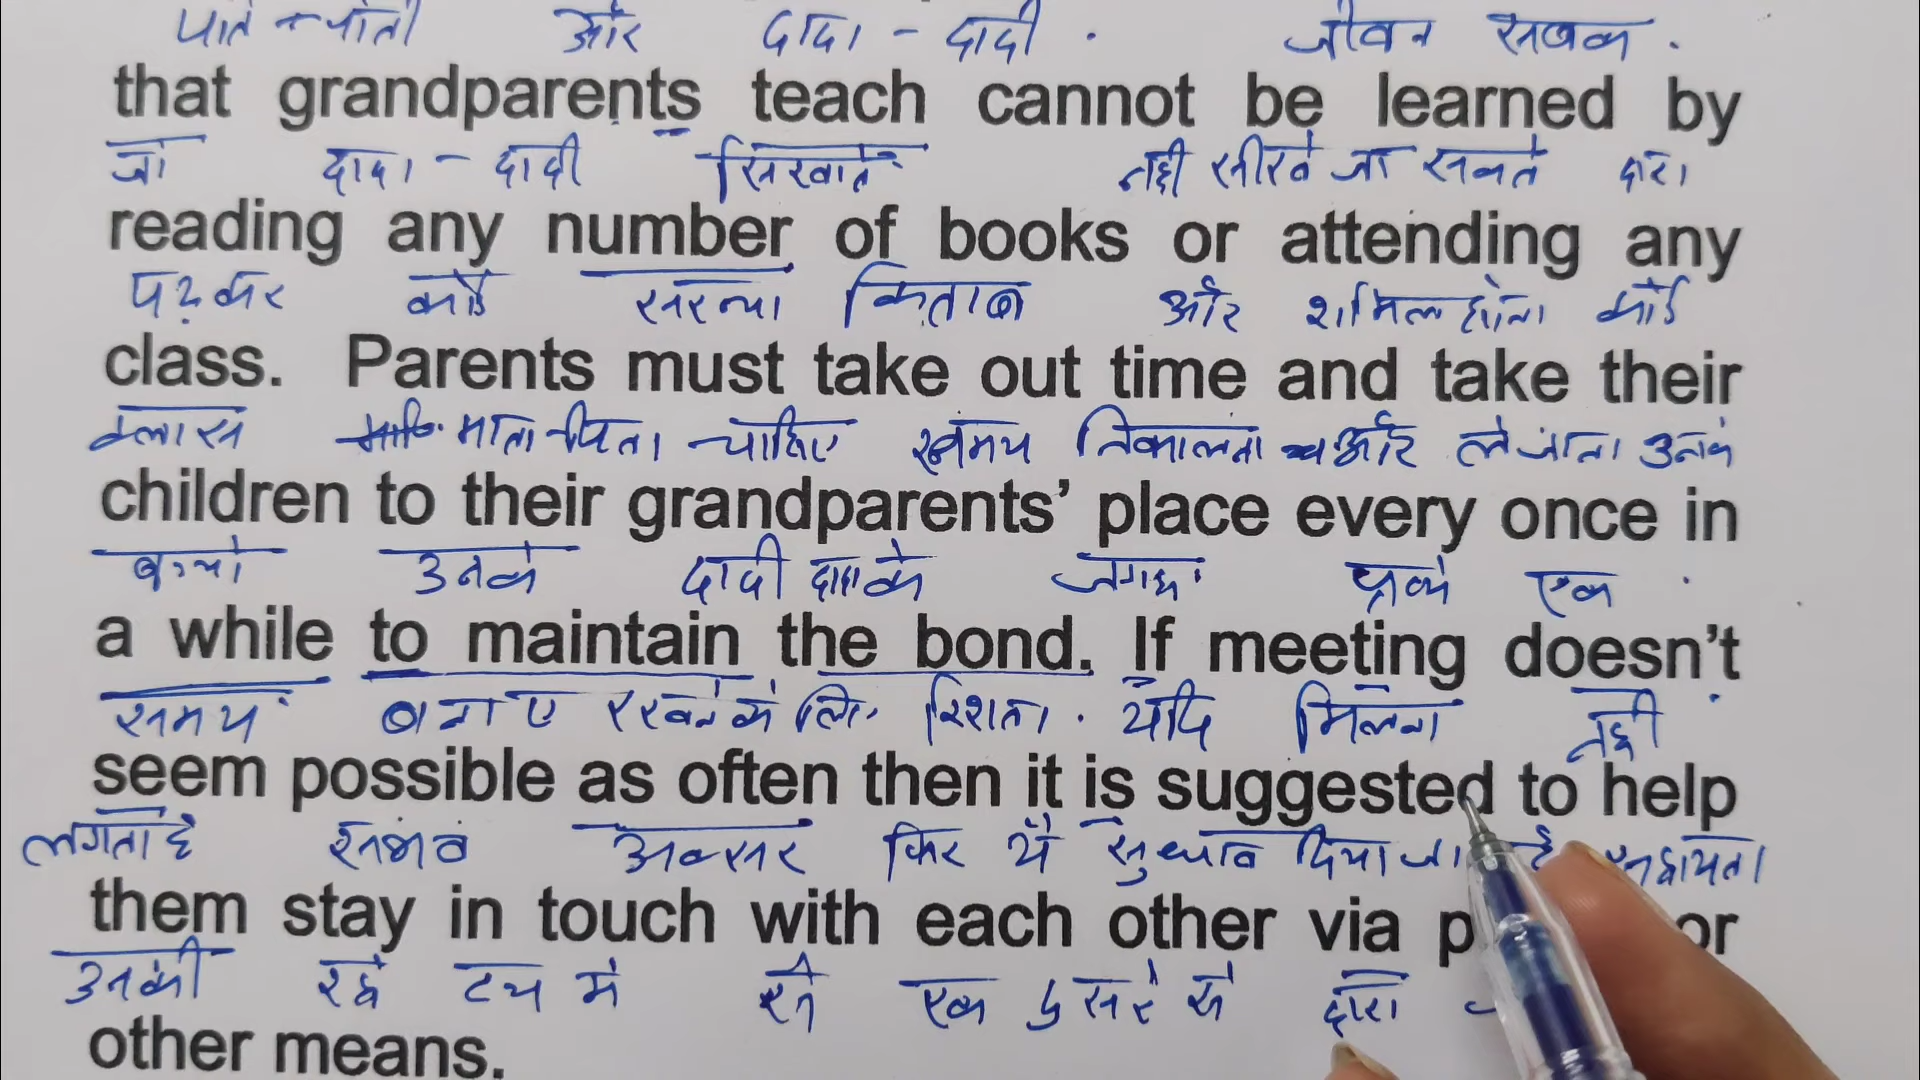 और दादा - दादी . जीवन सबक .
that grandparents teach cannot be learned by
जो दादा - दादी सिखाते नहीं सीखे जा सकते द्वारा
reading any number of books or attending any
पढ़कर कोई किताब और शामिल होना कोई
class. Parents must take out time and take their
क्लास माता-पिता चाहिए समय निकालना और ले जाना उनके
children to their grandparents' place every once in
उनके दादी दादा के जगह एक
a while to maintain the bond. If meeting doesn't
समय बनाए रखने के लिए रिश्ता . यदि मिलना नहीं
seem possible as often then it is suggested to help
लगता है संभव अक्सर फिर ये सुझाव दिया जा है सहायता
them stay in touch with each other via p or
उनकी रहे टच में से एक दुसरे से द्वारा
other means.